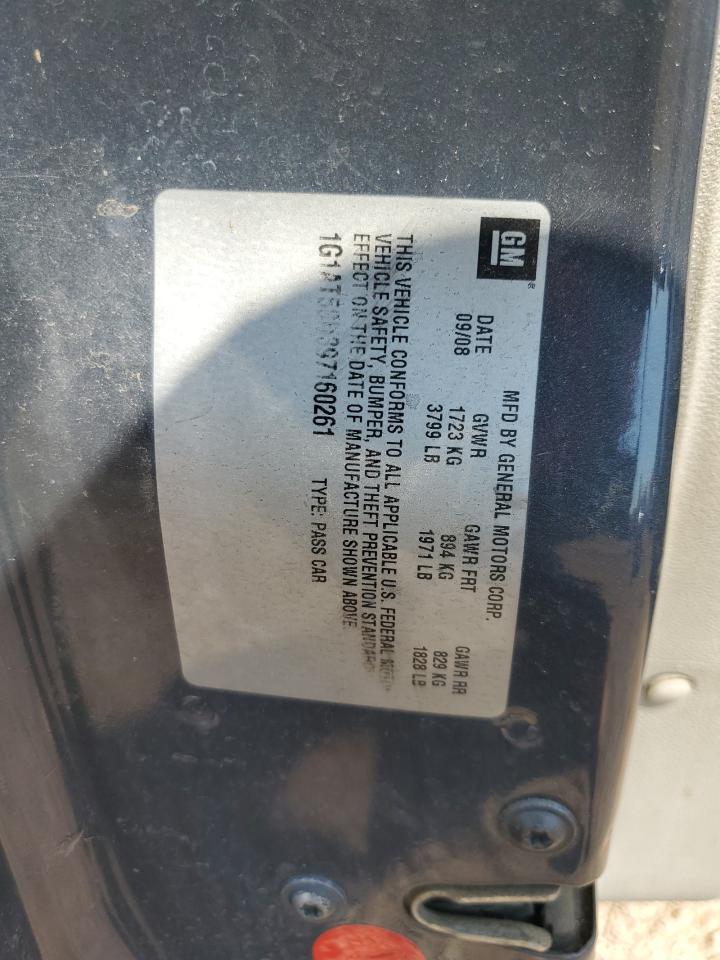 GM
®
MFD BY GENERAL MOTORS CORP.
DATE GVWR GAWR FRT GAWR RR
09/08 1723 KG 894 KG 829 KG
3799 LB 1971 LB 1828 LB
THIS VEHICLE CONFORMS TO ALL APPLICABLE U.S. FEDERAL MOTOR
VEHICLE SAFETY, BUMPER, AND THEFT PREVENTION STANDARDS
EFFECT ON THE DATE OF MANUFACTURE SHOWN ABOVE.
TYPE: PASS CAR